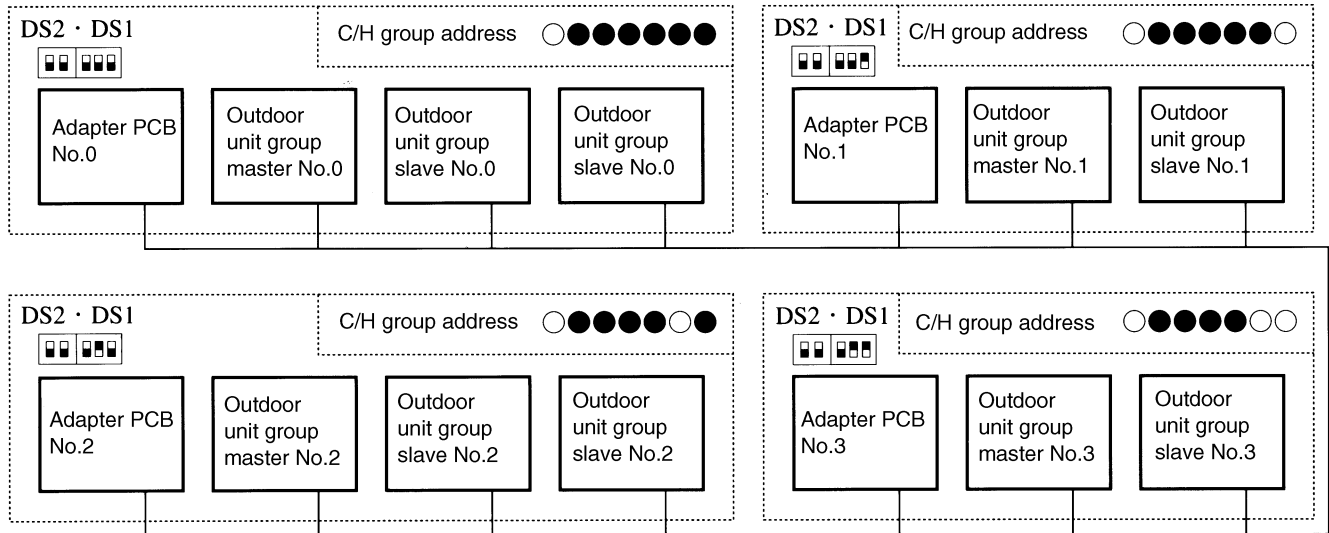 DS2 · DS1
C/H group address
Adapter PCB
No.0
Outdoor
unit group
master No.0
Outdoor
unit group
slave No.0
Outdoor
unit group
slave No.0
DS2 · DS1
C/H group address
Adapter PCB
No.1
Outdoor
unit group
master No.1
Outdoor
unit group
slave No.1
DS2 · DS1
C/H group address
Adapter PCB
No.2
Outdoor
unit group
master No.2
Outdoor
unit group
slave No.2
Outdoor
unit group
slave No.2
DS2 · DS1
C/H group address
Adapter PCB
No.3
Outdoor
unit group
master No.3
Outdoor
unit group
slave No.3